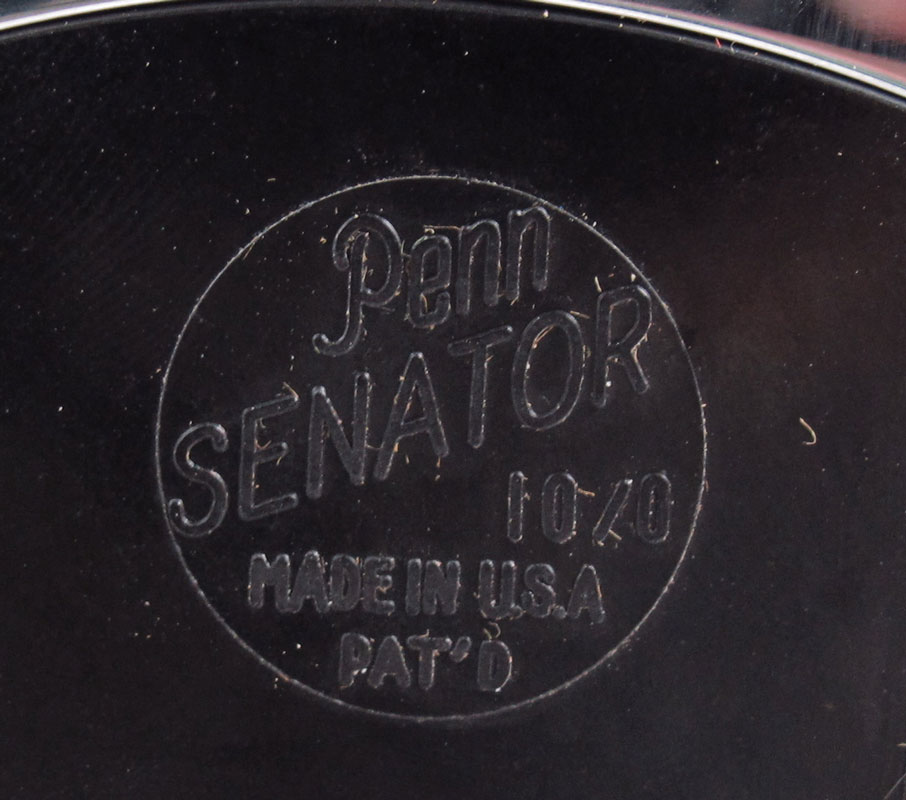 Penn
SENATOR
10/0
MADE IN U.S.A
PAT'D